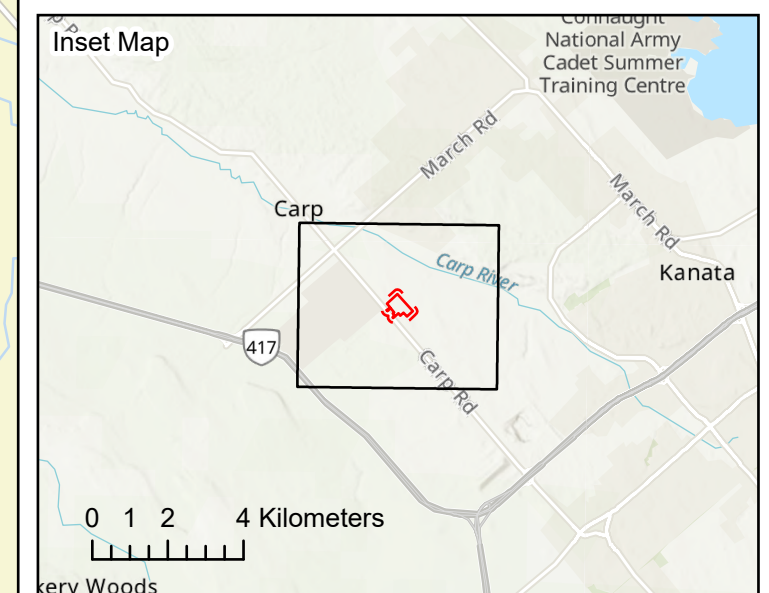 Inset Map
Connaught
National Army
Cadet Summer
Training Centre
March Rd
March Rd
Carp
Carp River
Kanata
417
Carp Rd
0 1 2 4 Kilometers
kery Woods